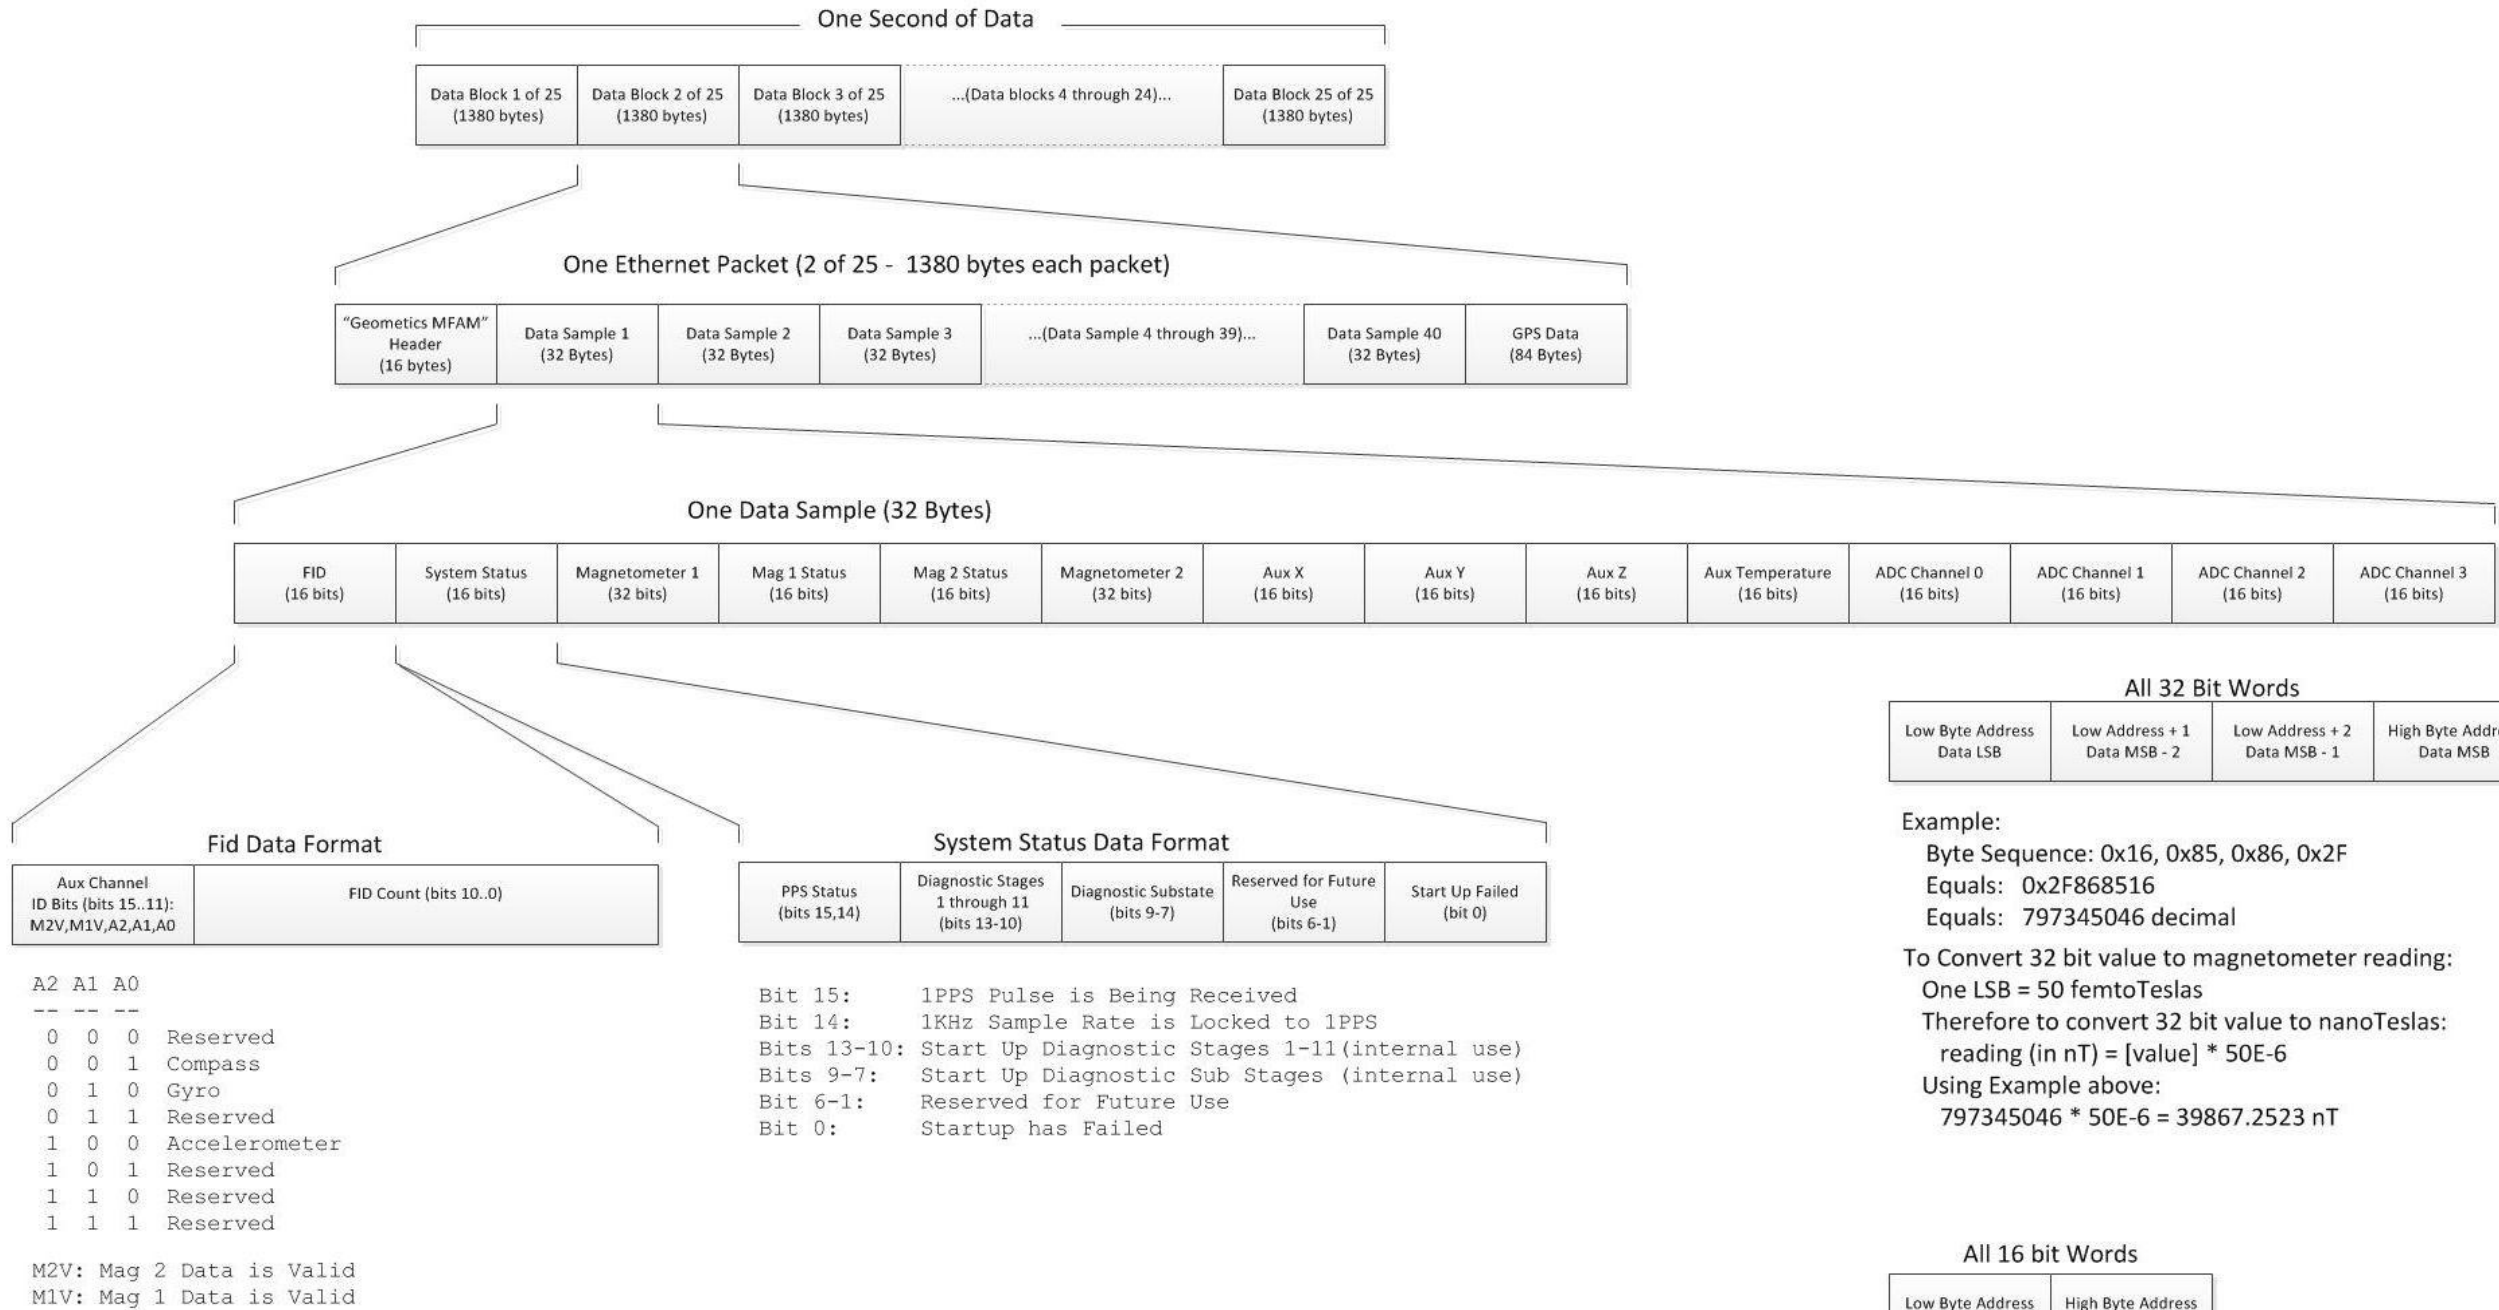 One Second of Data
Data Block 1 of 25
(1380 bytes)
Data Block 2 of 25
(1380 bytes)
Data Block 3 of 25
(1380 bytes)
...(Data blocks 4 through 24)...
Data Block 25 of 25
(1380 bytes)
One Ethernet Packet (2 of 25 - 1380 bytes each packet)
"Geometics MFAM"
Header
(16 bytes)
Data Sample 1
(32 Bytes)
Data Sample 2
(32 Bytes)
Data Sample 3
(32 Bytes)
...(Data Sample 4 through 39)...
Data Sample 40
(32 Bytes)
GPS Data
(84 Bytes)
One Data Sample (32 Bytes)
FID
(16 bits)
System Status
(16 bits)
Magnetometer 1
(32 bits)
Mag 1 Status
(16 bits)
Mag 2 Status
(16 bits)
Magnetometer 2
(32 bits)
Aux X
(16 bits)
Aux Y
(16 bits)
Aux Z
(16 bits)
Aux Temperature
(16 bits)
ADC Channel 0
(16 bits)
ADC Channel 1
(16 bits)
ADC Channel 2
(16 bits)
ADC Channel 3
(16 bits)
Fid Data Format
Aux Channel
ID Bits (bits 15..11):
M2V,M1V,A2,A1,A0
FID Count (bits 10..0)
A2 A1 A0
-- -- --
0 0 0 Reserved
0 0 1 Compass
0 1 0 Gyro
0 1 1 Reserved
1 0 0 Accelerometer
1 0 1 Reserved
1 1 0 Reserved
1 1 1 Reserved
M2V: Mag 2 Data is Valid
M1V: Mag 1 Data is Valid
System Status Data Format
PPS Status
(bits 15,14)
Diagnostic Stages
1 through 11
(bits 13-10)
Diagnostic Substate
(bits 9-7)
Reserved for Future
Use
(bits 6-1)
Start Up Failed
(bit 0)
Bit 15: 1PPS Pulse is Being Received
Bit 14: 1KHz Sample Rate is Locked to 1PPS
Bits 13-10: Start Up Diagnostic Stages 1-11(internal use)
Bits 9-7: Start Up Diagnostic Sub Stages (internal use)
Bit 6-1: Reserved for Future Use
Bit 0: Startup has Failed
All 32 Bit Words
Low Byte Address
Data LSB
Low Address + 1
Data MSB - 2
Low Address + 2
Data MSB - 1
High Byte Addr
Data MSB
Example:
Byte Sequence: 0x16, 0x85, 0x86, 0x2F
Equals: 0x2F868516
Equals: 797345046 decimal
To Convert 32 bit value to magnetometer reading:
One LSB = 50 femtoTeslas
Therefore to convert 32 bit value to nanoTeslas:
reading (in nT) = [value] * 50E-6
Using Example above:
797345046 * 50E-6 = 39867.2523 nT
All 16 bit Words
Low Byte Address
High Byte Address